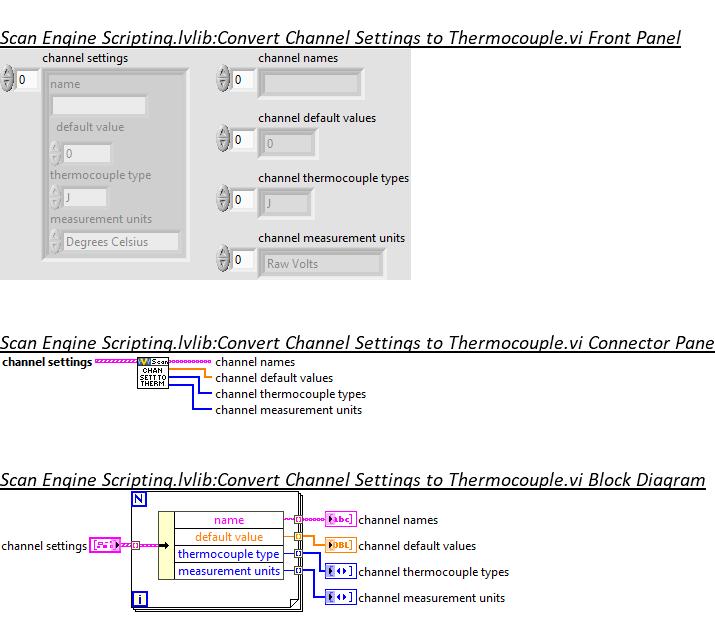 Scan Engine Scripting.lvlib:Convert Channel Settings to Thermocouple.vi Front Panel
channel settings
0
name
default value
0
thermocouple type
J
measurement units
Degrees Celsius
channel names
0
channel default values
0
0
channel thermocouple types
0
J
channel measurement units
0
Raw Volts
Scan Engine Scripting.lvlib:Convert Channel Settings to Thermocouple.vi Connector Pane
channel settings
Scan
CHAN
SETT TO
THERM
channel names
channel default values
channel thermocouple types
channel measurement units
Scan Engine Scripting.lvlib:Convert Channel Settings to Thermocouple.vi Block Diagram
N
channel settings
name
default value
thermocouple type
measurement units
i
abc
channel names
DBL
channel default values
channel thermocouple types
channel measurement units